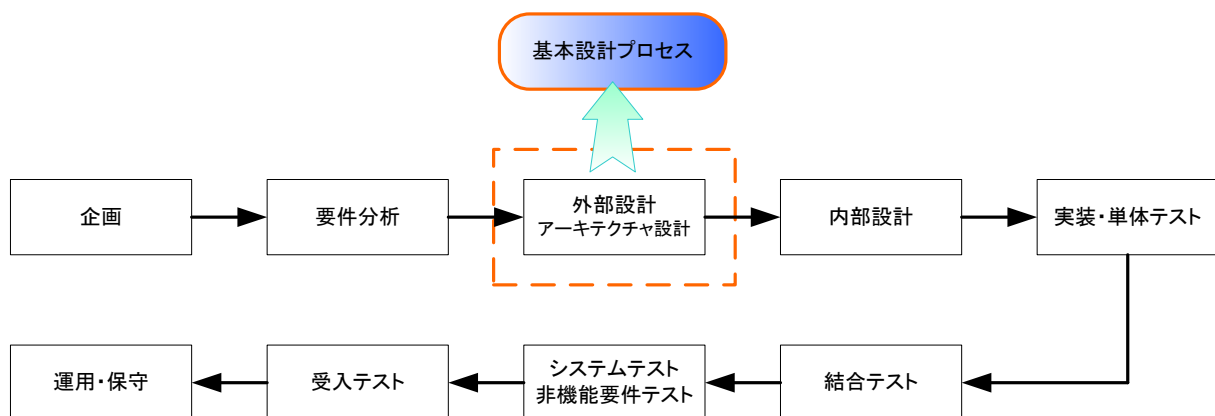 基本設計プロセス
企画
要件分析
外部設計
アーキテクチャ設計
内部設計
実装・単体テスト
運用・保守
受入テスト
システムテスト
非機能要件テスト
結合テスト